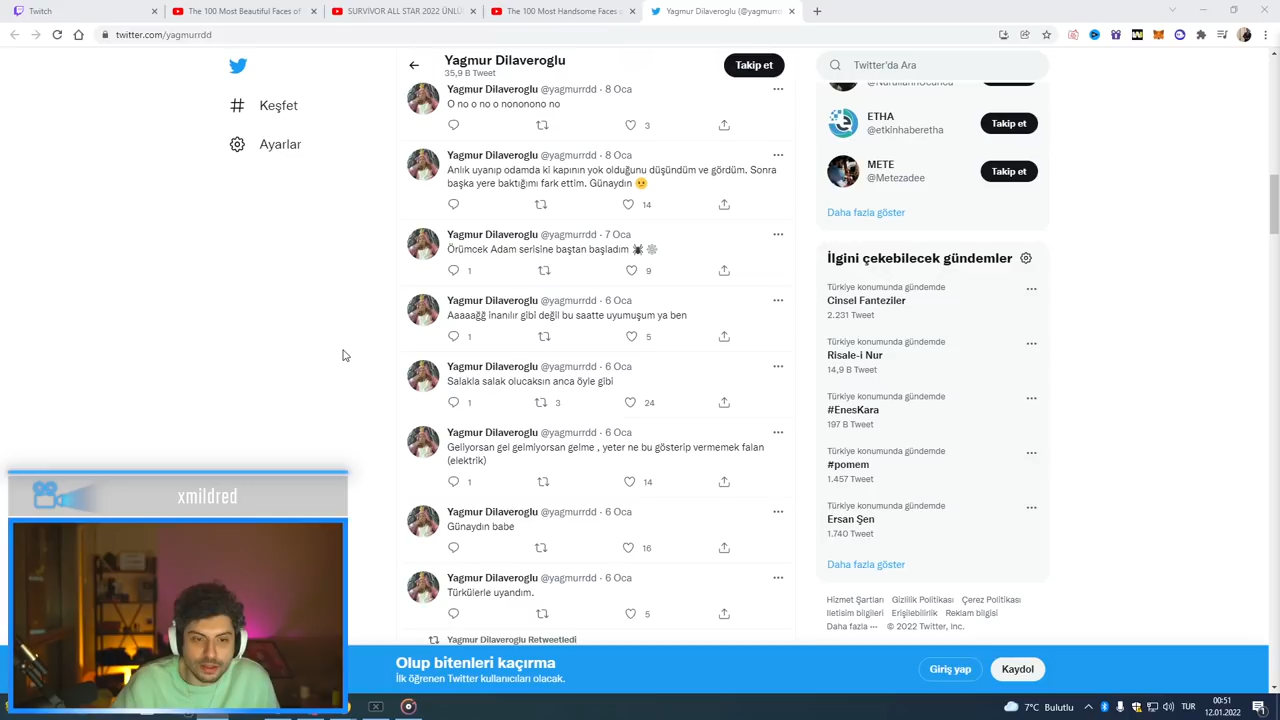 Twitch
The 100 Most Beautiful Faces of
SURVİVOR ALL STAR 2022 ÜNLÜ
The 100 Most Handsome Faces o
Yagmur Dilaveroglu (@yagmurrdd
twitter.com/yagmurrdd
Keşfet
Ayarlar
Yagmur Dilaveroglu
35,9 B Tweet
Takip et
Yagmur Dilaveroglu @yagmurrdd · 8 Oca
O no o no o nononono no
3
Yagmur Dilaveroglu @yagmurrdd · 8 Oca
Anlık uyanıp odamda ki kapının yok olduğunu düşündüm ve gördüm. Sonra
başka yere baktığımı fark ettim. Günaydın 🤨
14
Yagmur Dilaveroglu @yagmurrdd · 7 Oca
Örümcek Adam serisine baştan başladım 🕷 🕸
1 9
Yagmur Dilaveroglu @yagmurrdd · 6 Oca
Aaaaağğ inanılır gibi değil bu saatte uyumuşum ya ben
1 5
Yagmur Dilaveroglu @yagmurrdd · 6 Oca
Salakla salak olucaksın anca öyle gibi
1 3 24
Yagmur Dilaveroglu @yagmurrdd · 6 Oca
Geliyorsan gel gelmiyorsan gelme , yeter ne bu gösterip vermemek falan
(elektrik)
1 14
Yagmur Dilaveroglu @yagmurrdd · 6 Oca
Günaydın babe
16
Yagmur Dilaveroglu @yagmurrdd · 6 Oca
Türkülerle uyandım.
5
Yagmur Dilaveroglu Retweetledi
Twitter'da Ara
ETHA
@etkinhaberetha
Takip et
METE
@Metezadee
Takip et
Daha fazla göster
İlgini çekebilecek gündemler
Türkiye konumunda gündemde
Cinsel Fanteziler
2.231 Tweet
Türkiye konumunda gündemde
Risale-i Nur
14,9 B Tweet
Türkiye konumunda gündemde
#EnesKara
197 B Tweet
Türkiye konumunda gündemde
#pomem
1.457 Tweet
Türkiye konumunda gündemde
Ersan Şen
1.740 Tweet
Daha fazla göster
Hizmet Şartları Gizlilik Politikası Çerez Politikası
İletişim bilgileri Erişilebilirlik Reklam bilgisi
Daha fazla ··· © 2022 Twitter, Inc.
xmildred
Olup bitenleri kaçırma
İlk öğrenen Twitter kullanıcıları olacak.
Giriş yap
Kaydol
7°C Bulutlu
TUR
00:51
12.01.2022